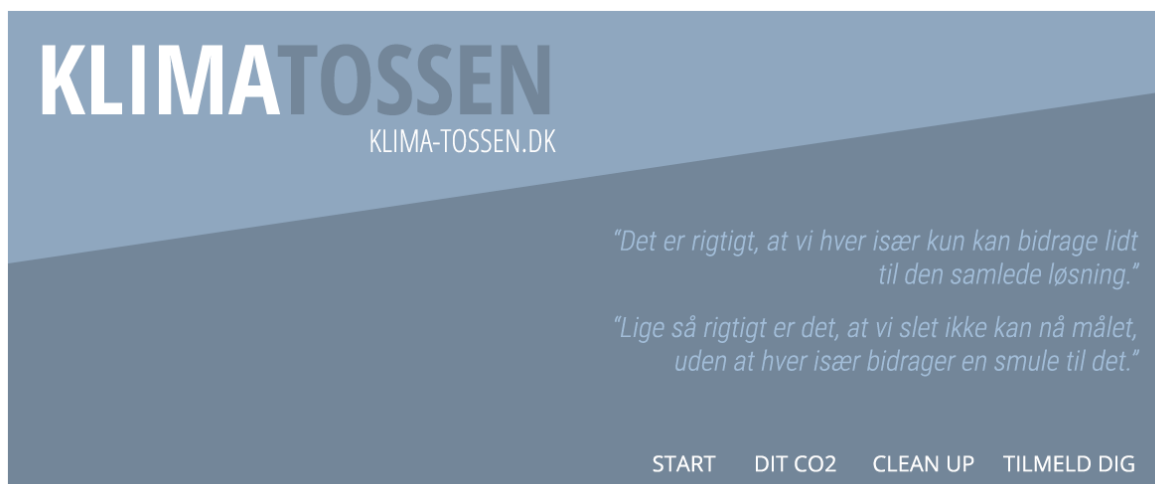 KLIMATOSSEN
KLIMA-TOSSEN.DK
"Det er rigtigt, at vi hver især kun kan bidrage lidt
til den samlede løsning."
"Lige så rigtigt er det, at vi slet ikke kan nå målet,
uden at hver især bidrager en smule til det."
START DIT CO2 CLEAN UP TILMELD DIG